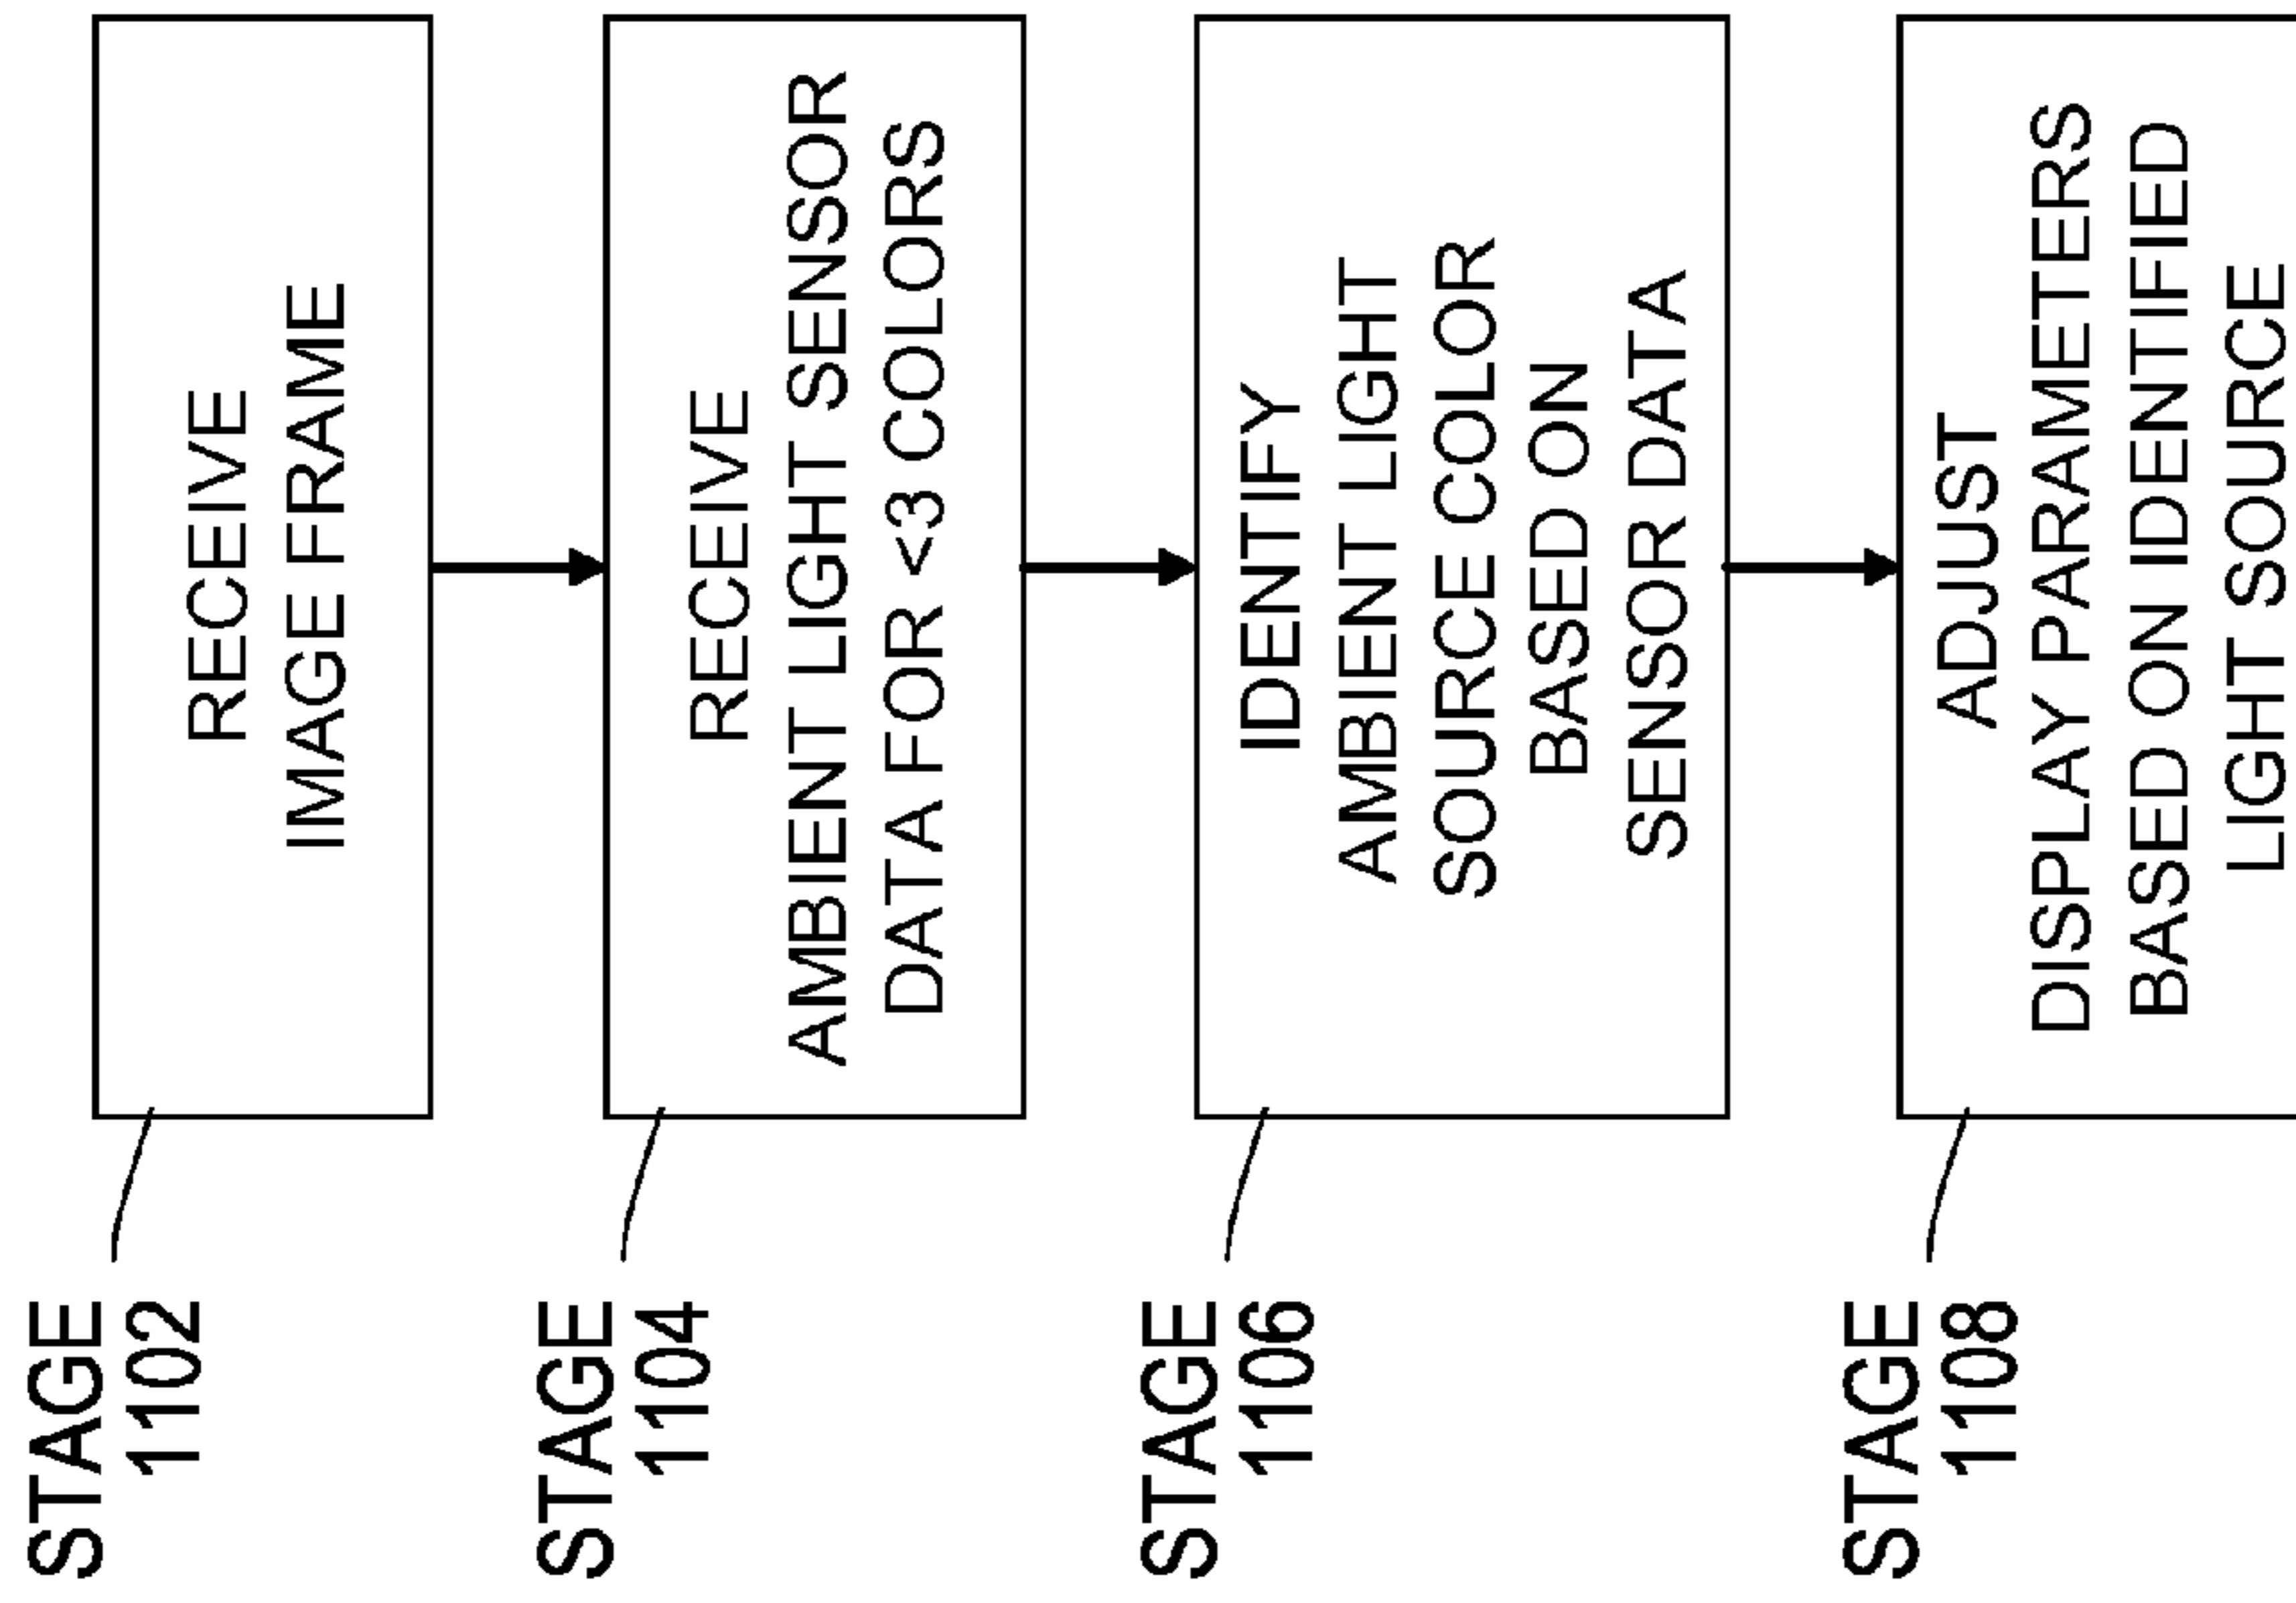 STAGE
1102
RECEIVE
IMAGE FRAME
STAGE
1104
RECEIVE
AMBIENT LIGHT SENSOR
DATA FOR <3 COLORS
STAGE
1106
IDENTIFY
AMBIENT LIGHT
SOURCE COLOR
BASED ON
SENSOR DATA
STAGE
1108
ADJUST
DISPLAY PARAMETERS
BASED ON IDENTIFIED
LIGHT SOURCE